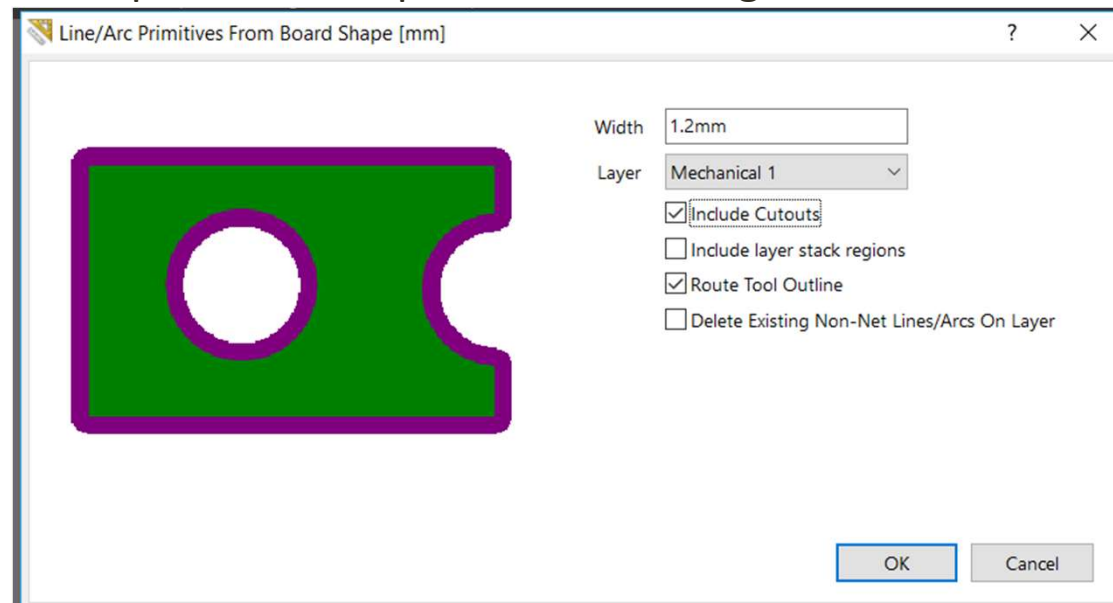 Line/Arc Primitives From Board Shape [mm]
?
Width 1.2mm
Layer Mechanical 1
Include Cutouts
Include layer stack regions
Route Tool Outline
Delete Existing Non-Net Lines/Arcs On Layer
OK Cancel